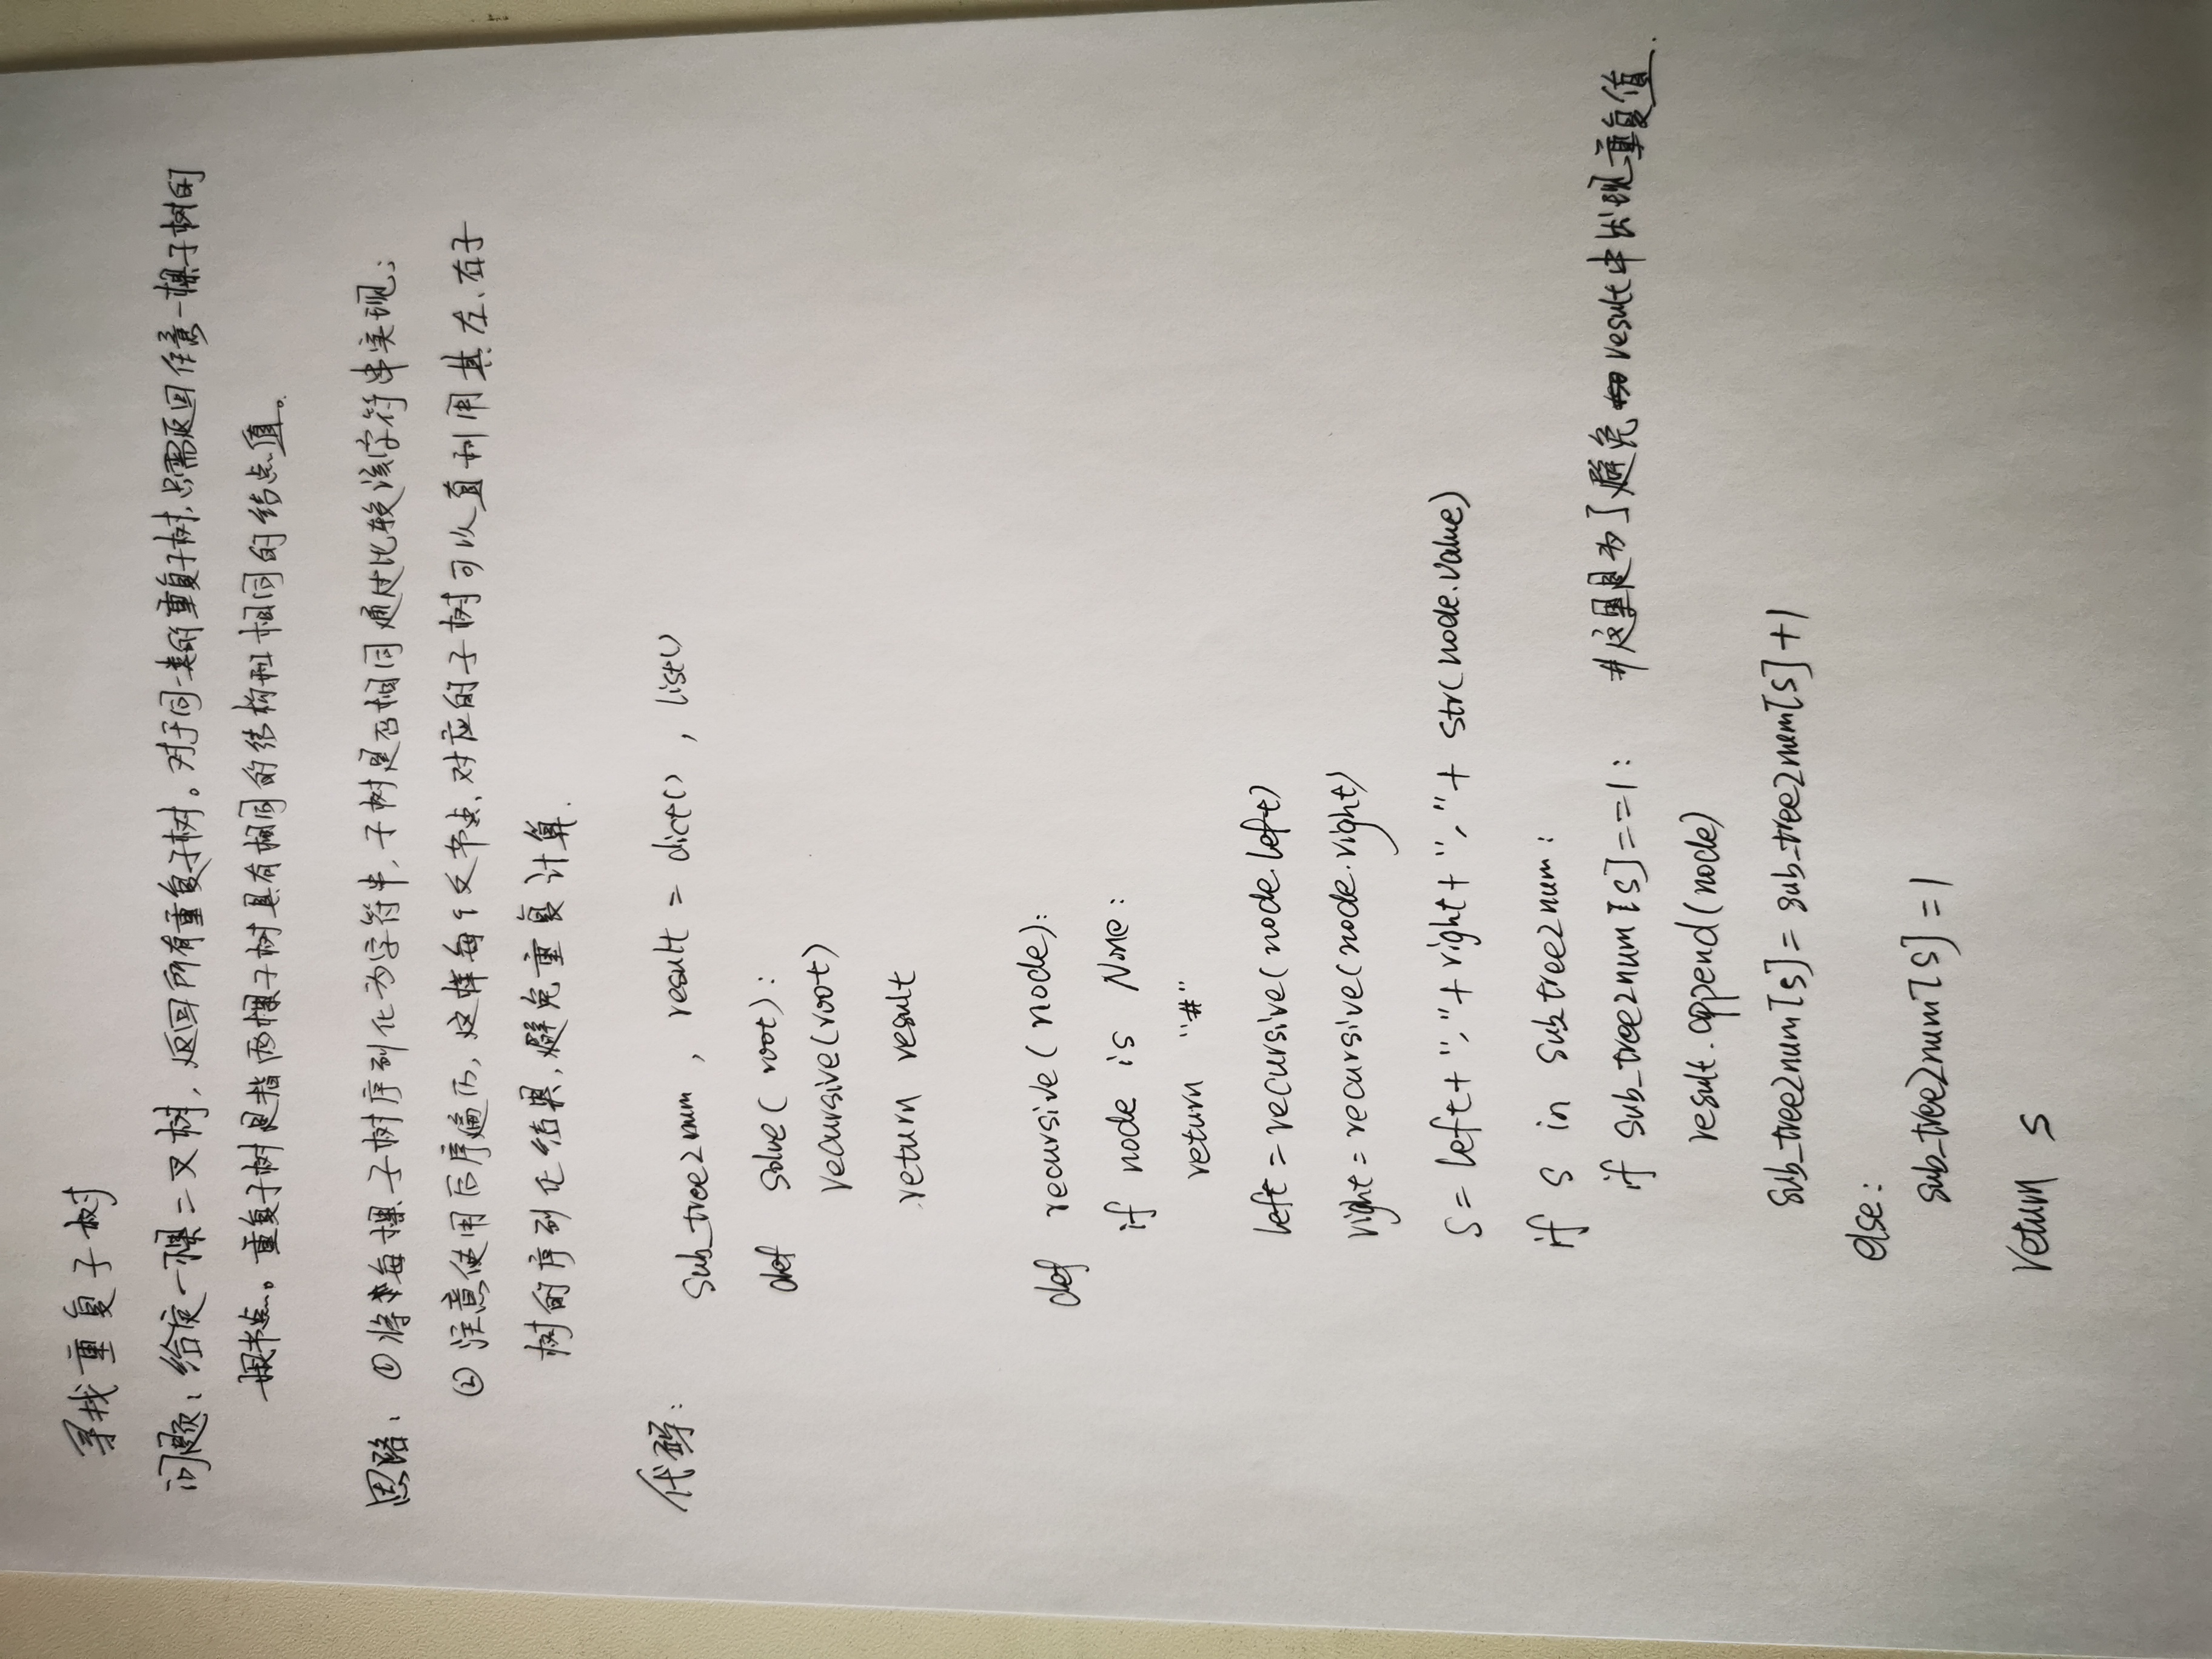 寻找重复子树
问题：给定一棵二叉树，返回所有重复子树。对于同一类的重复子树，只需返回任意一棵子树的
根节点。重复子树是指两棵子树具有相同的结构和相同的结点值。
思路：①将每棵子树序列化为字符串，子树是否相同通过比较该字符串实现；
②注意使用后序遍历，这样每个父节点对应的子树可以直利用其左、右子
树的序列化结果，避免重复计算.
代码：
sub_tree2num , result = dict() , list()
def solve( root):
recursive(root)
return result
def recursive( node):
if node is None:
return "#"
left = recursive(node.left)
right = recursive(node.right)
S = left + "," + right + "," + str(node.value)
if s in sub_tree2num:
if sub_tree2num[s]==1: #这里是为了避免result中出现重复值.
result.append(node)
sub_tree2num[s] = sub_tree2num[s]+1
else:
sub_tree2num[s]=1
return s